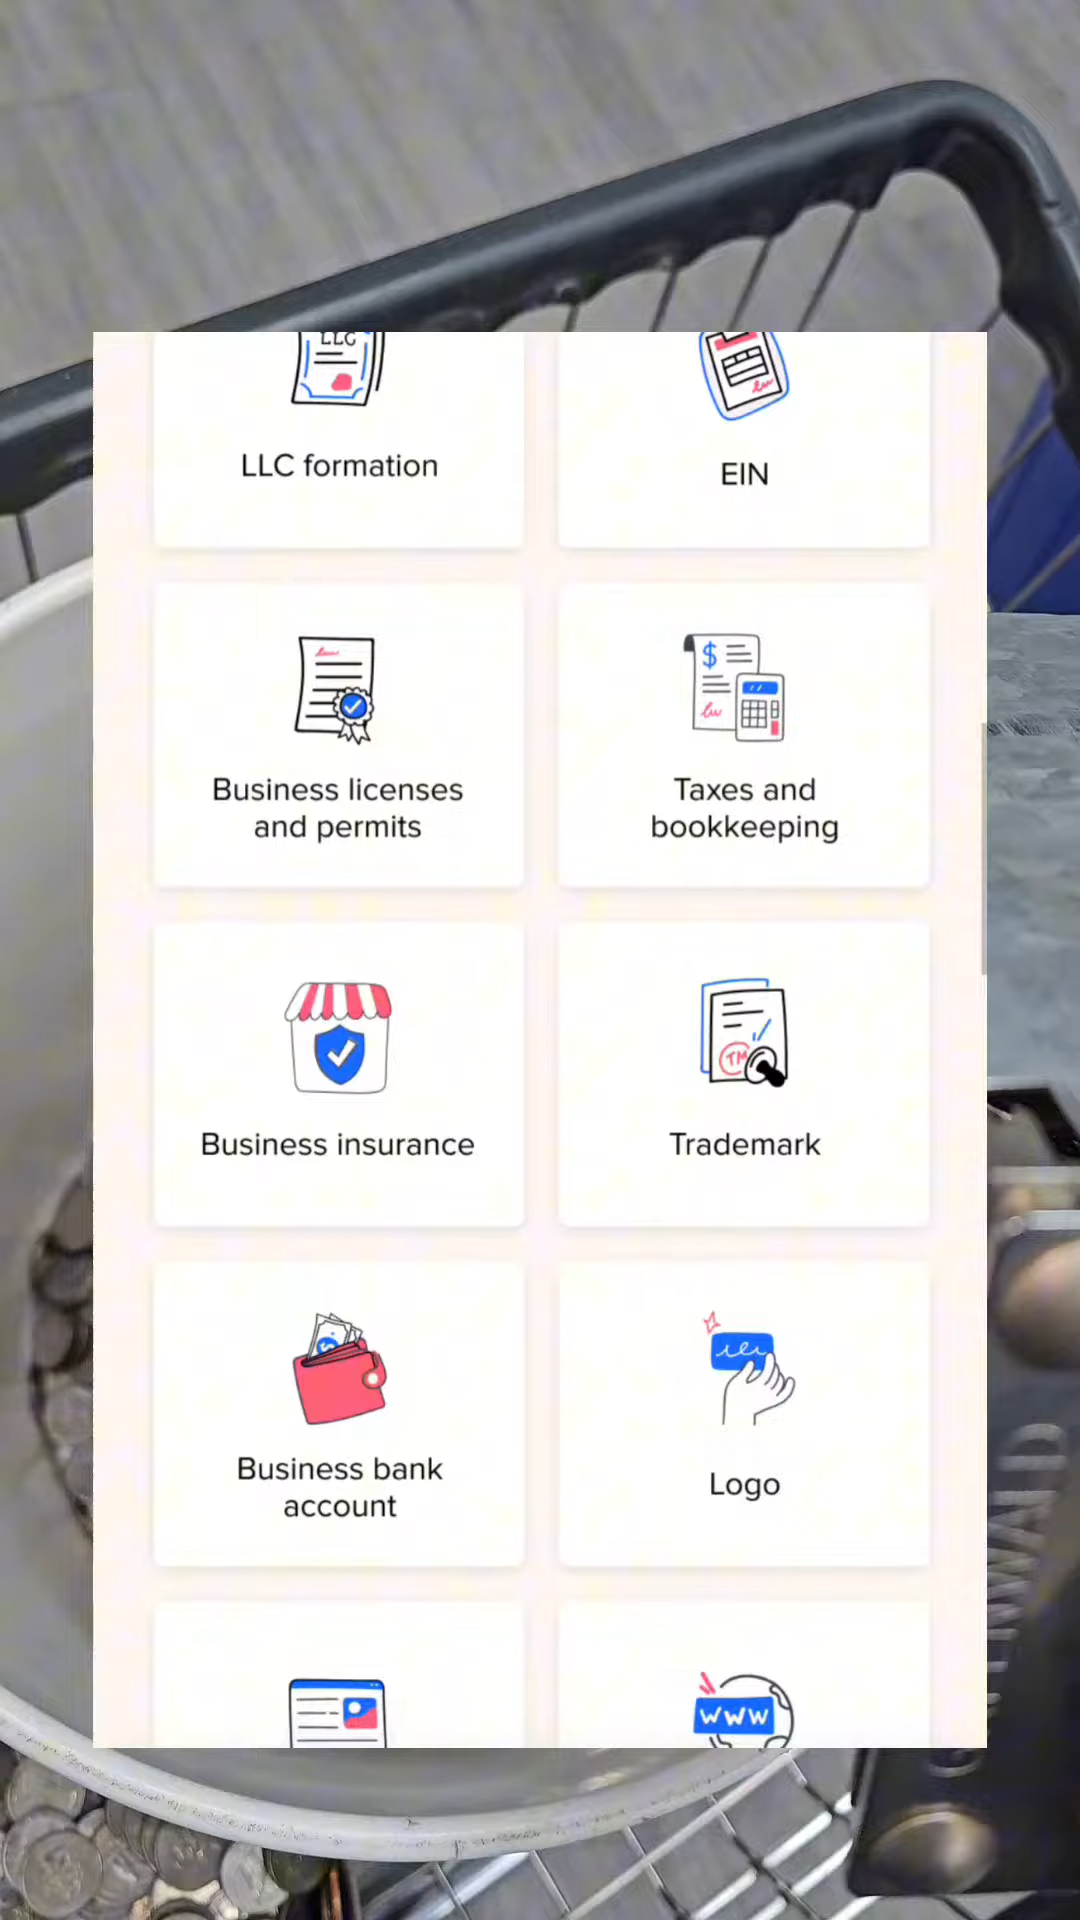 LLC
LLC formation
EIN
Business licenses
and permits
$
Taxes and
bookkeeping
Business insurance
TM
Trademark
Business bank
account
Logo
www